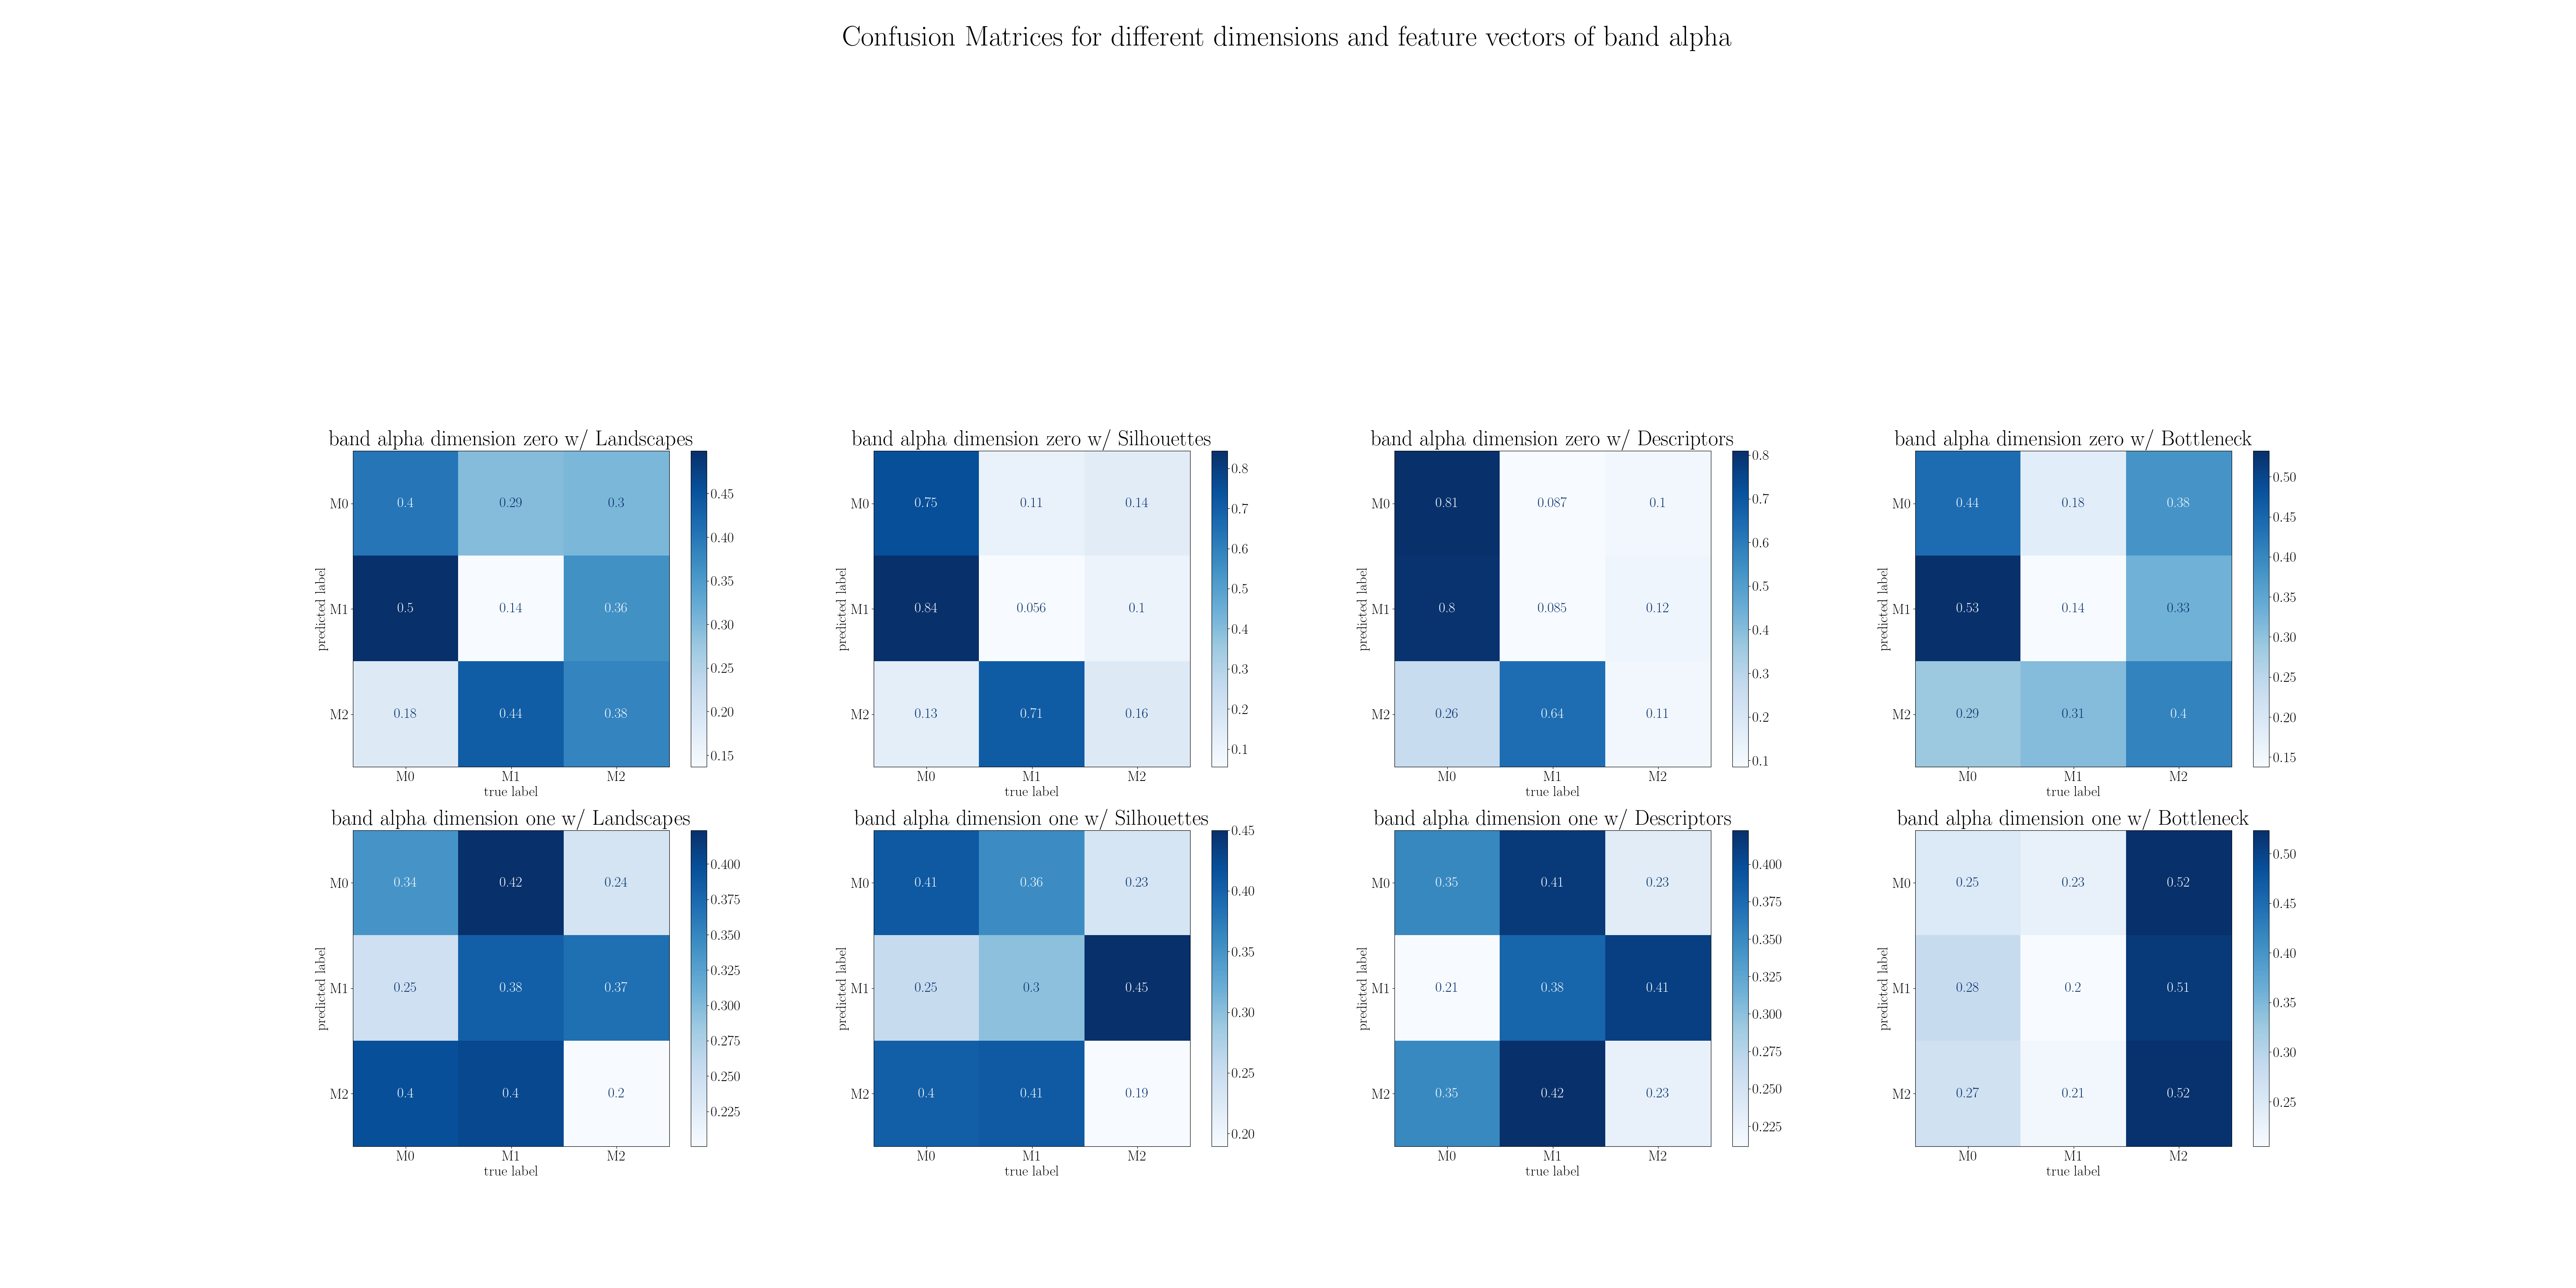 Confusion Matrices for different dimensions and feature vectors of band alpha
band alpha dimension zero w/ Landscapes
predicted label
M0 0.4 0.29 0.3
M1 0.5 0.14 0.36
M2 0.18 0.44 0.38
M0 M1 M2
true label
0.45
0.40
0.35
0.30
0.25
0.20
0.15
band alpha dimension zero w/ Silhouettes
predicted label
M0 0.75 0.11 0.14
M1 0.84 0.056 0.1
M2 0.13 0.71 0.16
M0 M1 M2
true label
0.8
0.7
0.6
0.5
0.4
0.3
0.2
0.1
band alpha dimension zero w/ Descriptors
predicted label
M0 0.81 0.087 0.1
M1 0.8 0.085 0.12
M2 0.26 0.64 0.11
M0 M1 M2
true label
0.8
0.7
0.6
0.5
0.4
0.3
0.2
0.1
band alpha dimension zero w/ Bottleneck
predicted label
M0 0.44 0.18 0.38
M1 0.53 0.14 0.33
M2 0.29 0.31 0.4
M0 M1 M2
true label
0.50
0.45
0.40
0.35
0.30
0.25
0.20
0.15
band alpha dimension one w/ Landscapes
predicted label
M0 0.34 0.42 0.24
M1 0.25 0.38 0.37
M2 0.4 0.4 0.2
M0 M1 M2
true label
0.400
0.375
0.350
0.325
0.300
0.275
0.250
0.225
band alpha dimension one w/ Silhouettes
predicted label
M0 0.41 0.36 0.23
M1 0.25 0.3 0.45
M2 0.4 0.41 0.19
M0 M1 M2
true label
0.45
0.40
0.35
0.30
0.25
0.20
band alpha dimension one w/ Descriptors
predicted label
M0 0.35 0.41 0.23
M1 0.21 0.38 0.41
M2 0.35 0.42 0.23
M0 M1 M2
true label
0.400
0.375
0.350
0.325
0.300
0.275
0.250
0.225
band alpha dimension one w/ Bottleneck
predicted label
M0 0.25 0.23 0.52
M1 0.28 0.2 0.51
M2 0.27 0.21 0.52
M0 M1 M2
true label
0.50
0.45
0.40
0.35
0.30
0.25